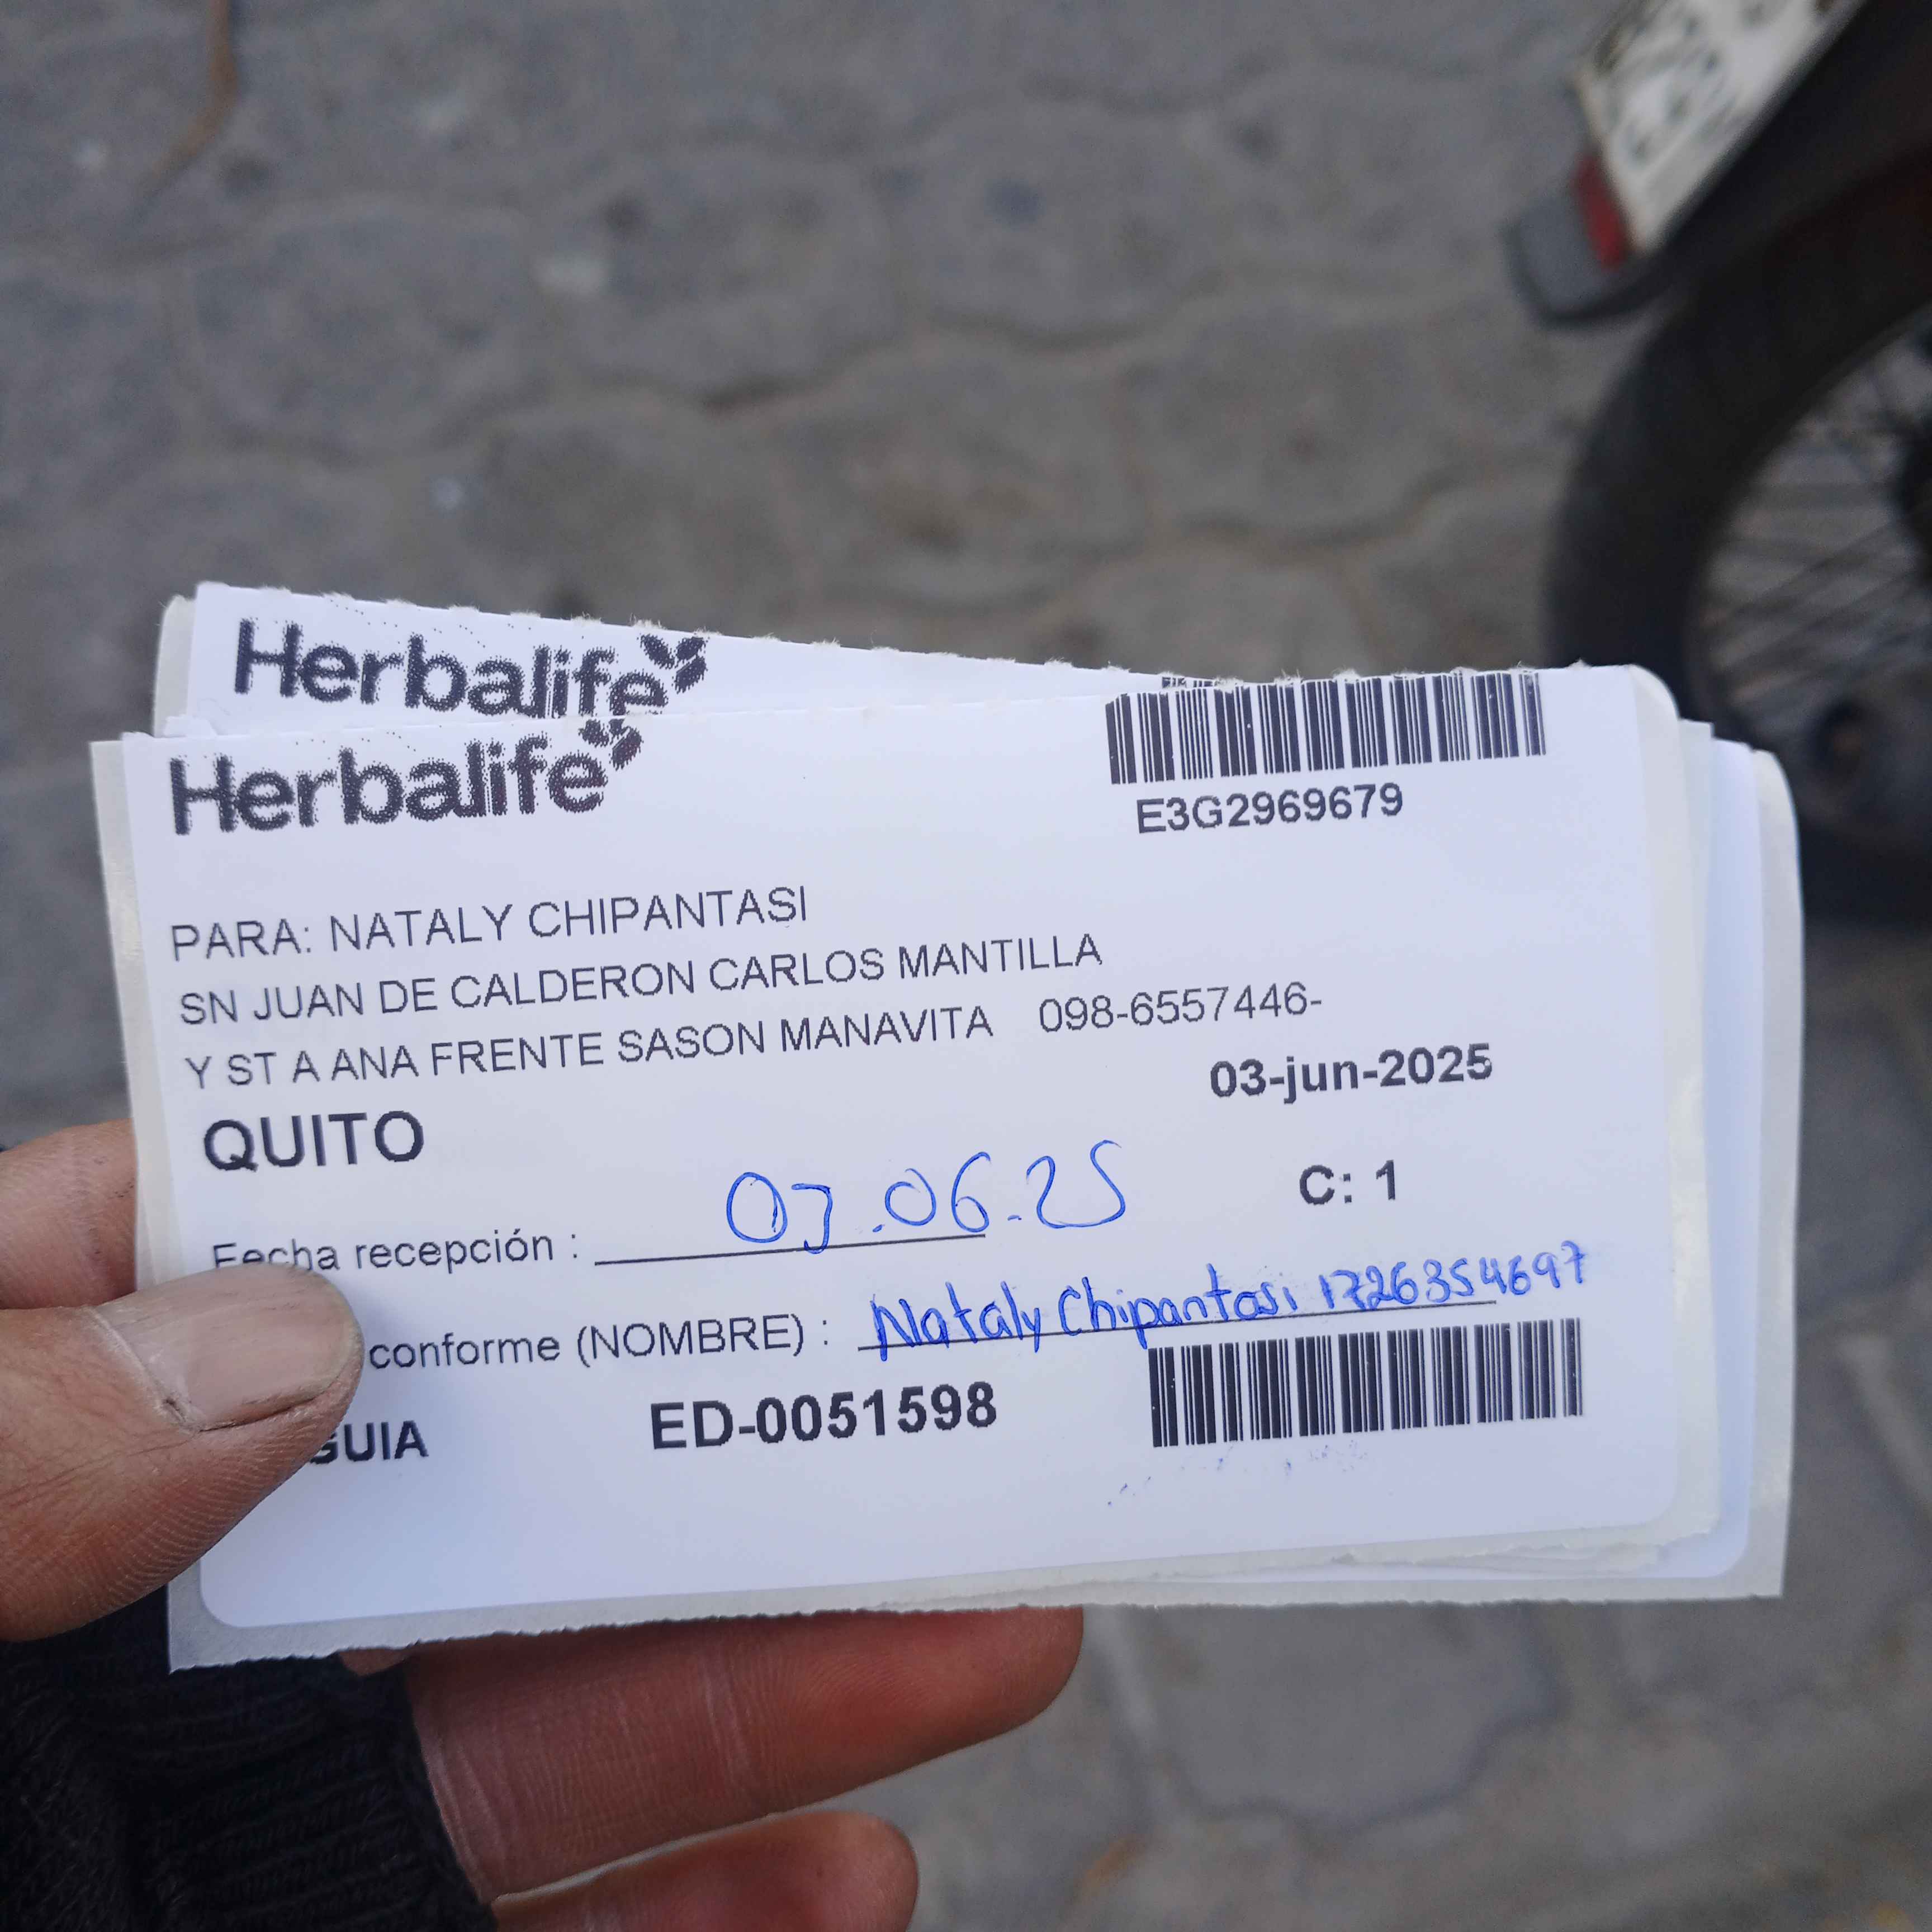 Herbalife
Herbalife
E3G2969679
PARA: NATALY CHIPANTASI
SN JUAN DE CALDERON CARLOS MANTILLA
Y ST A ANA FRENTE SASON MANAVITA 098-6557446-
03-jun-2025
QUITO
C: 1
Fecha recepción : 03.06.25
conforme (NOMBRE) : Nataly Chipantasi 1726354697
GUIA ED-0051598